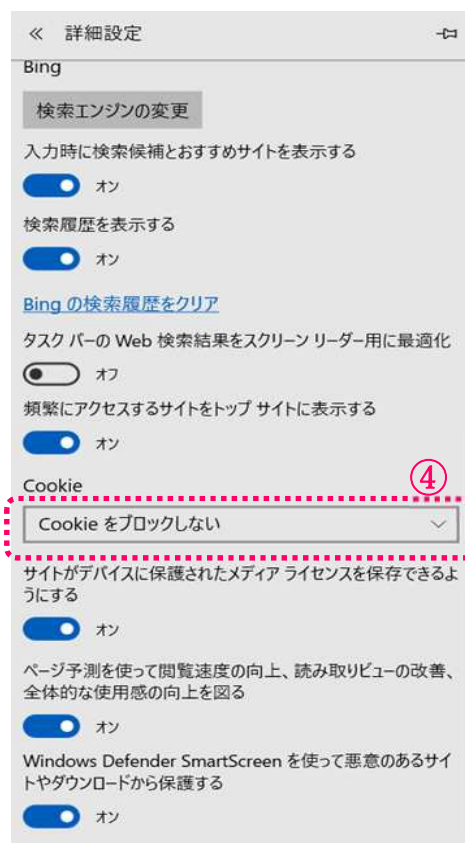 « 詳細設定
Bing
検索エンジンの変更
入力時に検索候補とおすすめサイトを表示する
オン
検索履歴を表示する
オン
Bing の検索履歴をクリア
タスク バーの Web 検索結果をスクリーン リーダー用に最適化
オフ
頻繁にアクセスするサイトをトップ サイトに表示する
オン
Cookie
④
Cookie をブロックしない
サイトがデバイスに保護されたメディア ライセンスを保存できるよ
うにする
オン
ページ予測を使って閲覧速度の向上、読み取りビューの改善、
全体的な使用感の向上を図る
オン
Windows Defender SmartScreen を使って悪意のあるサイ
トやダウンロードから保護する
オン